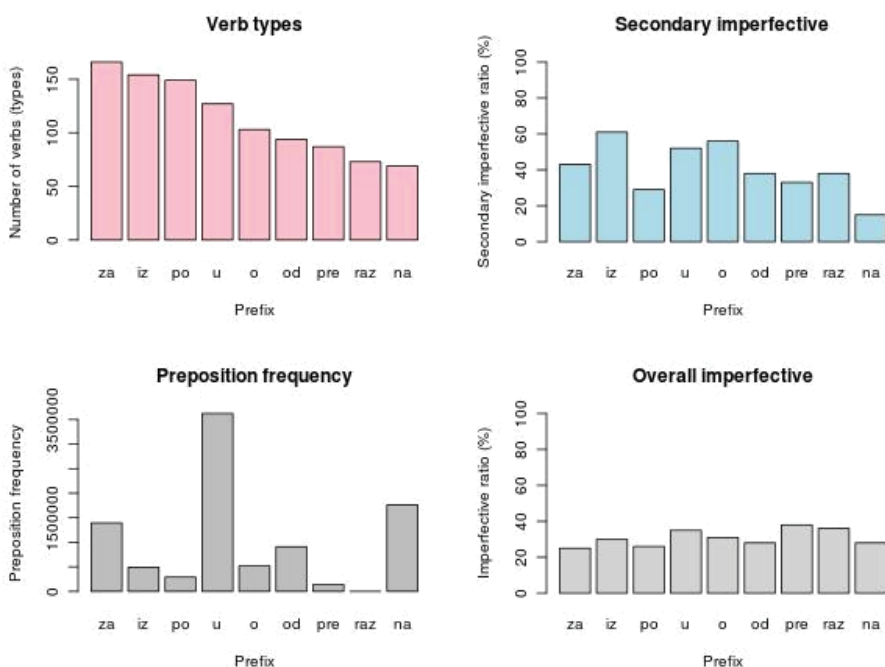 Verb types
Number of verbs (types)
0
50
100
150
za iz po u o od pre raz na
Prefix
Secondary imperfective
Secondary imperfective ratio (%)
0
20
40
60
80
100
za iz po u o od pre raz na
Prefix
Preposition frequency
Preposition frequency
0
1500000
3500000
za iz po u o od pre raz na
Prefix
Overall imperfective
Imperfective ratio (%)
0
20
40
60
80
100
za iz po u o od pre raz na
Prefix